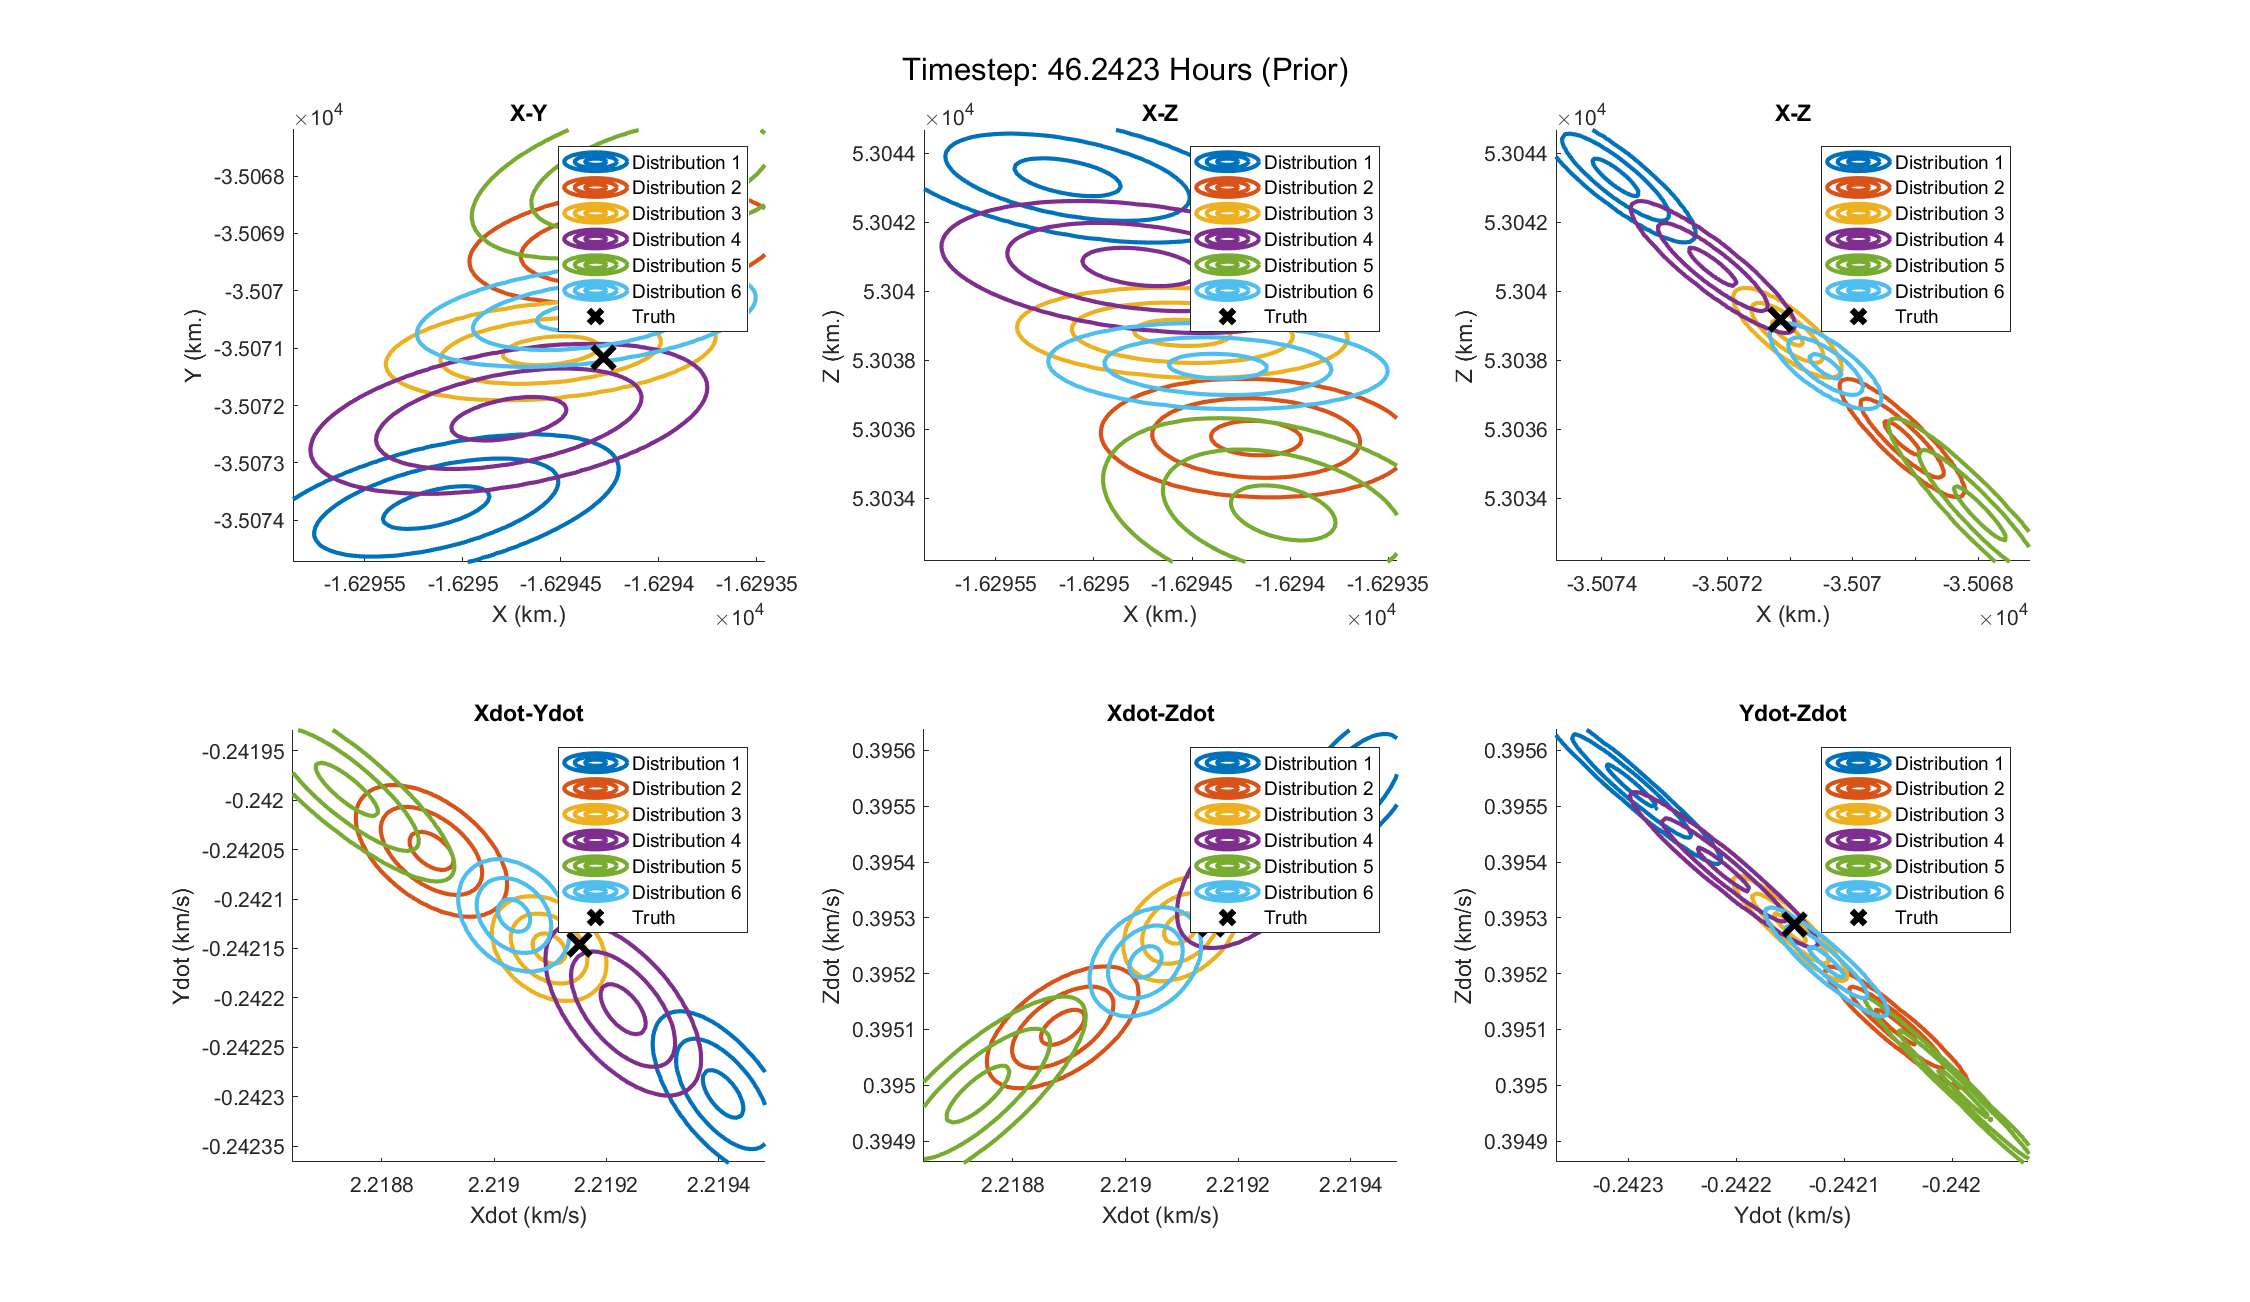 Timestep: 46.2423 Hours (Prior)
X-Y
×10^4
-3.5068
-3.5069
-3.507
-3.5071
-3.5072
-3.5073
-3.5074
Y (km.)
-1.62955
-1.6295
-1.62945
-1.6294
-1.62935
X (km.)
×10^4
Distribution 1
Distribution 2
Distribution 3
Distribution 4
Distribution 5
Distribution 6
Truth
X-Z
×10^4
5.3044
5.3042
5.304
5.3038
5.3036
5.3034
Z (km.)
-1.62955
-1.6295
-1.62945
-1.6294
-1.62935
X (km.)
×10^4
Distribution 1
Distribution 2
Distribution 3
Distribution 4
Distribution 5
Distribution 6
Truth
X-Z
×10^4
5.3044
5.3042
5.304
5.3038
5.3036
5.3034
Z (km.)
-3.5074
-3.5072
-3.507
-3.5068
X (km.)
×10^4
Distribution 1
Distribution 2
Distribution 3
Distribution 4
Distribution 5
Distribution 6
Truth
Xdot-Ydot
-0.24195
-0.242
-0.24205
-0.2421
-0.24215
-0.2422
-0.24225
-0.2423
-0.24235
Ydot (km/s)
2.2188
2.219
2.2192
2.2194
Xdot (km/s)
Distribution 1
Distribution 2
Distribution 3
Distribution 4
Distribution 5
Distribution 6
Truth
Xdot-Zdot
0.3956
0.3955
0.3954
0.3953
0.3952
0.3951
0.395
0.3949
Zdot (km/s)
2.2188
2.219
2.2192
2.2194
Xdot (km/s)
Distribution 1
Distribution 2
Distribution 3
Distribution 4
Distribution 5
Distribution 6
Truth
Ydot-Zdot
0.3956
0.3955
0.3954
0.3953
0.3952
0.3951
0.395
0.3949
Zdot (km/s)
-0.2423
-0.2422
-0.2421
-0.242
Ydot (km/s)
Distribution 1
Distribution 2
Distribution 3
Distribution 4
Distribution 5
Distribution 6
Truth